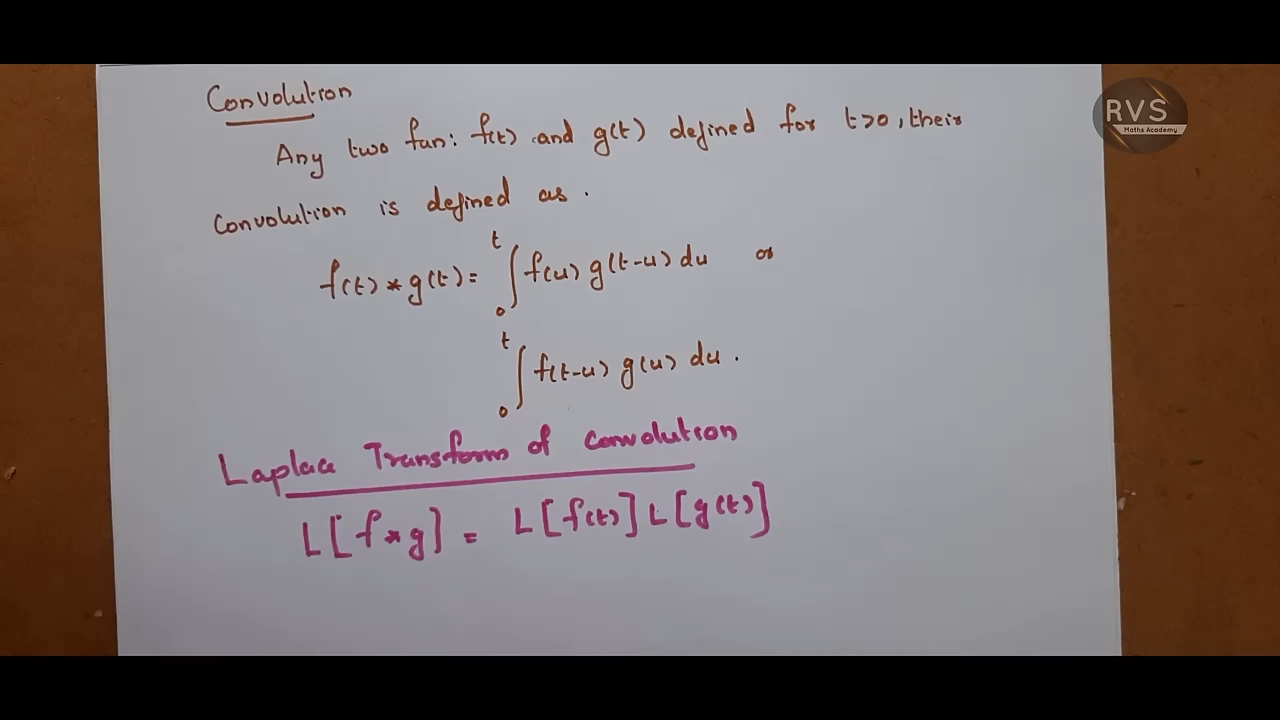 Convolution
Any two fun: f(t) and g(t) defined for t>0, their
Convolution is defined as.
f(t) * g(t) = ∫₀ᵗ f(u) g(t-u) du or
∫₀ᵗ f(t-u) g(u) du.
Laplace Transform of Convolution
L[f*g] = L[f(t)] L[g(t)]
RVS
Maths Academy